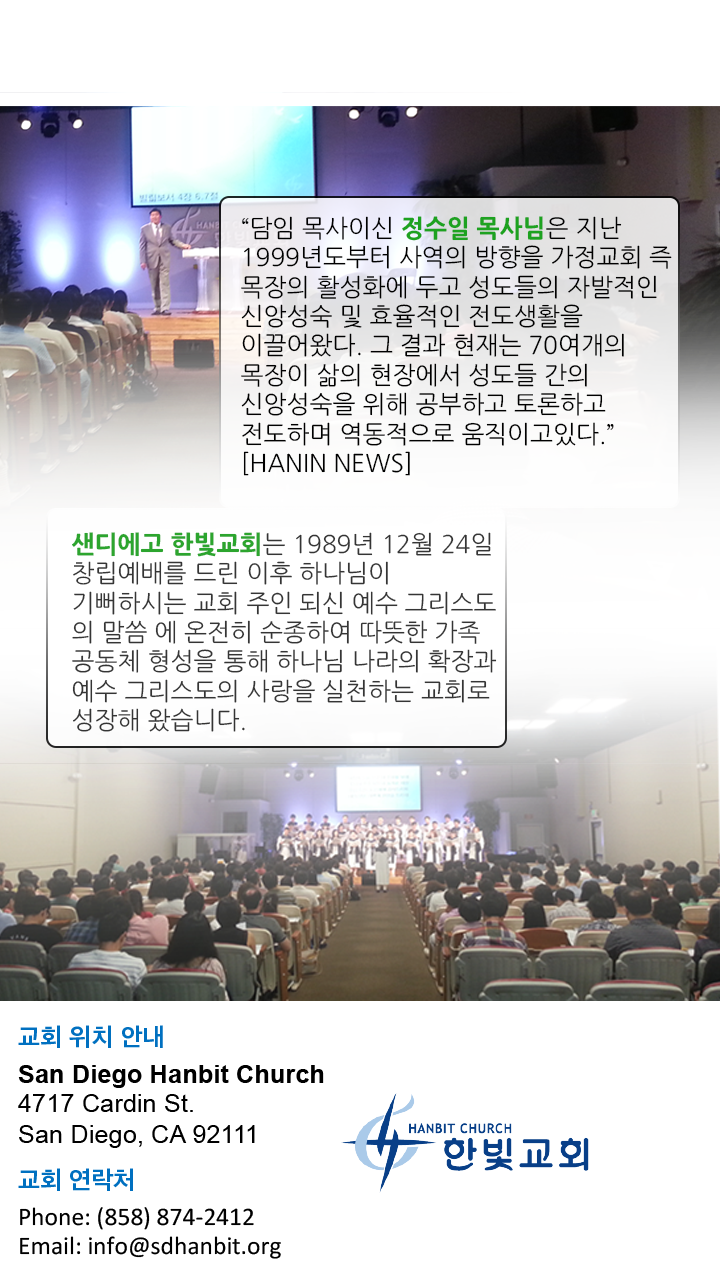 빌립보서 4장 6,7절
HANBIT CHURCH
“담임 목사이신 정수일 목사님은 지난
1999년도부터 사역의 방향을 가정교회 즉
목장의 활성화에 두고 성도들의 자발적인
신앙성숙 및 효율적인 전도생활을
이끌어왔다. 그 결과 현재는 70여개의
목장이 삶의 현장에서 성도들 간의
신앙성숙을 위해 공부하고 토론하고
전도하며 역동적으로 움직이고있다.”
[HANIN NEWS]
샌디에고 한빛교회는 1989년 12월 24일
창립예배를 드린 이후 하나님이
기뻐하시는 교회 주인 되신 예수 그리스도
의 말씀 에 온전히 순종하여 따뜻한 가족
공동체 형성을 통해 하나님 나라의 확장과
예수 그리스도의 사랑을 실천하는 교회로
성장해 왔습니다.
교회 위치 안내
San Diego Hanbit Church
4717 Cardin St.
San Diego, CA 92111
HANBIT CHURCH
한빛교회
교회 연락처
Phone: (858) 874-2412
Email: info@sdhanbit.org